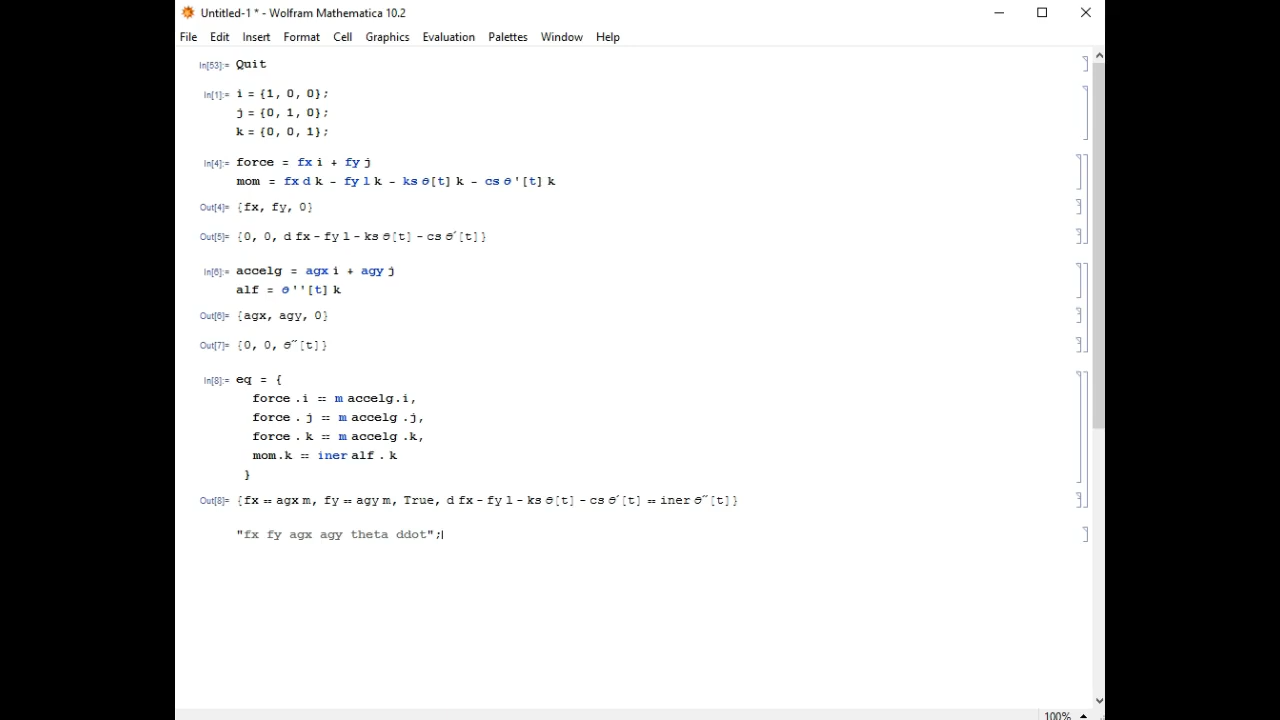 Untitled-1 * - Wolfram Mathematica 10.2
File Edit Insert Format Cell Graphics Evaluation Palettes Window Help
In[53]:= Quit
In[1]:= i = {1, 0, 0};
j = {0, 1, 0};
k = {0, 0, 1};
In[4]:= force = fx i + fy j
mom = fx d k - fy l k - ks θ[t] k - cs θ'[t] k
Out[4]= {fx, fy, 0}
Out[5]= {0, 0, d fx - fy l - ks θ[t] - cs θ′[t]}
In[6]:= accelg = agx i + agy j
alf = θ''[t] k
Out[6]= {agx, agy, 0}
Out[7]= {0, 0, θ″[t]}
In[8]:= eq = {
force .i == m accelg.i,
force . j == m accelg .j,
force . k == m accelg .k,
mom.k == iner alf . k
}
Out[8]= {fx == agx m, fy == agy m, True, d fx - fy l - ks θ[t] - cs θ′[t] == iner θ″[t]}
"fx fy agx agy theta ddot";
100%